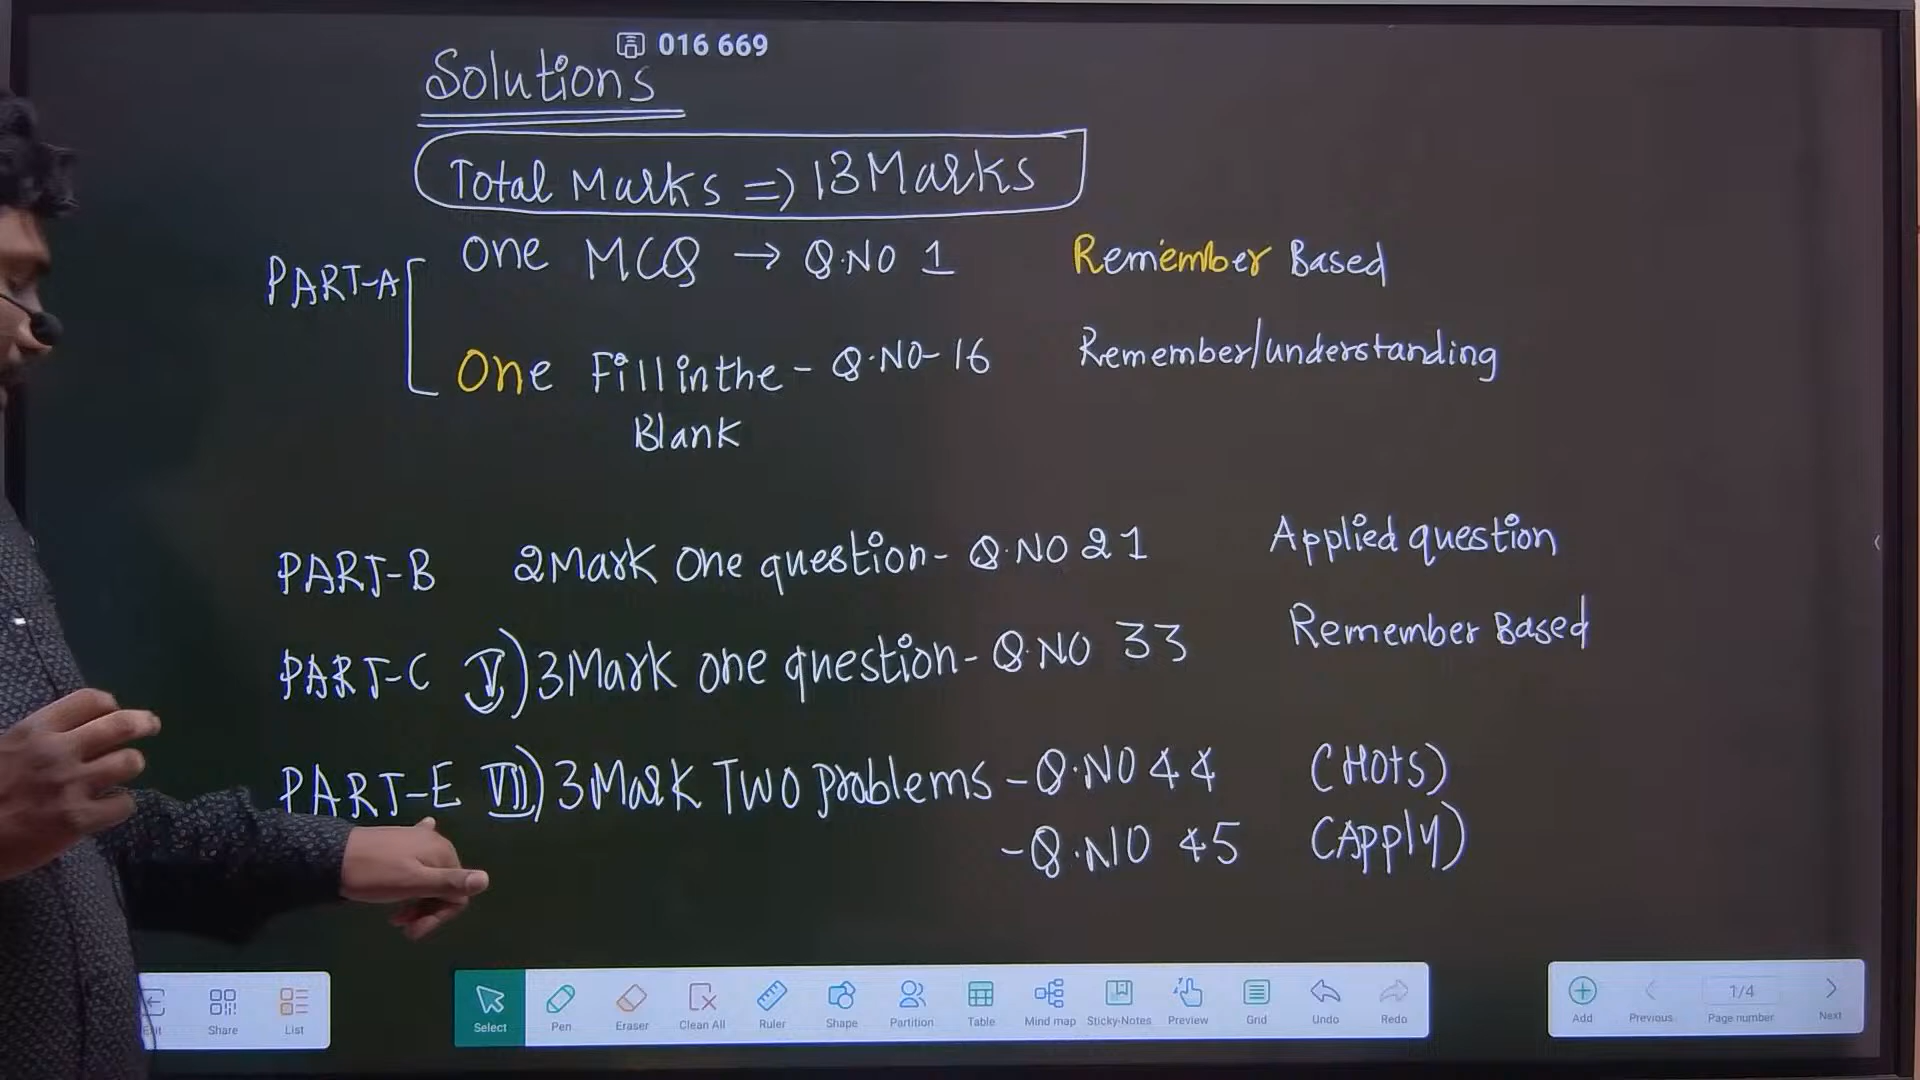 016 669
Solutions
Total Marks => 13Marks
PART-A One MCQ → Q.NO 1 Remember Based
One Fill in the - Q.NO-16 Remember/understanding
Blank
PART-B 2Mark One question- Q.NO 21 Applied question
PART-C V) 3Mark one question- Q.NO 33 Remember Based
PART-E VII) 3Mark Two problems - Q.NO 44 (Hots)
- Q.NO 45 (Apply)
Share List
Select Pen Eraser Clean All Ruler Shape Partition Table Mind map Sticky-Notes Preview Grid Undo Redo
1/4
Add Previous Page number Next